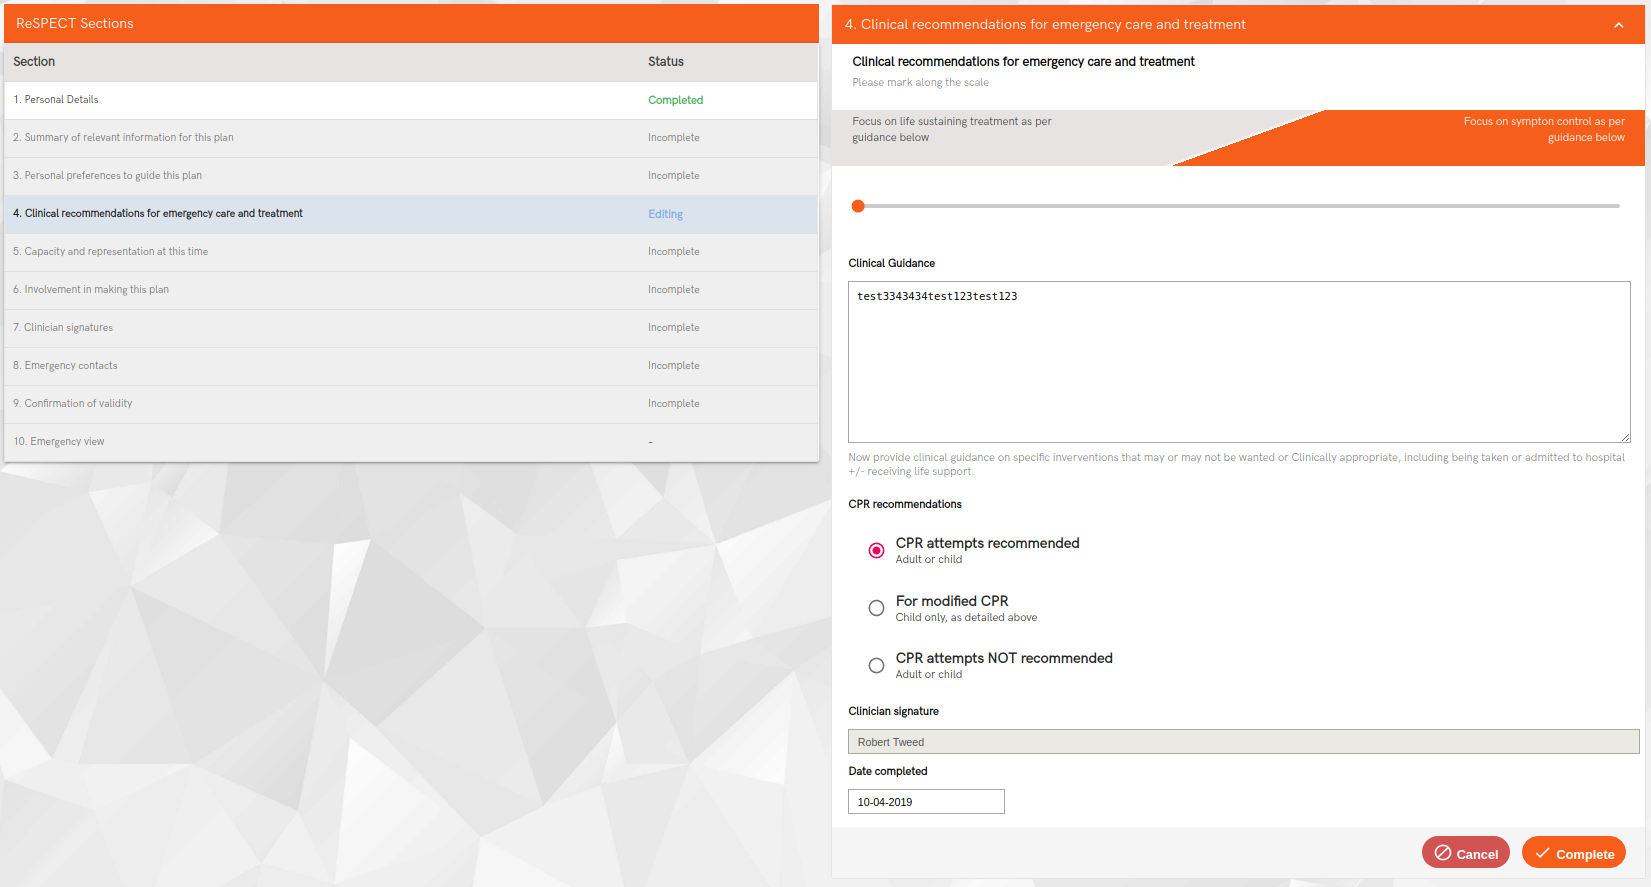 ReSPECT Sections
Section Status
1. Personal Details Completed
2. Summary of relevant information for this plan Incomplete
3. Personal preferences to guide this plan Incomplete
4. Clinical recommendations for emergency care and treatment Editing
5. Capacity and representation at this time Incomplete
6. Involvement in making this plan Incomplete
7. Clinician signatures Incomplete
8. Emergency contacts Incomplete
9. Confirmation of validity Incomplete
10. Emergency view -
4. Clinical recommendations for emergency care and treatment
Clinical recommendations for emergency care and treatment
Please mark along the scale
Focus on life sustaining treatment as per
guidance below
Focus on sympton control as per
guidance below
Clinical Guidance
test3343434test123test123
Now provide clinical guidance on specific inverventions that may or may not be wanted or Clinically appropriate, including being taken or admitted to hospital
+/- receiving life support.
CPR recommendations
CPR attempts recommended
Adult or child
For modified CPR
Child only, as detailed above
CPR attempts NOT recommended
Adult or child
Clinician signature
Robert Tweed
Date completed
10-04-2019
Cancel Complete